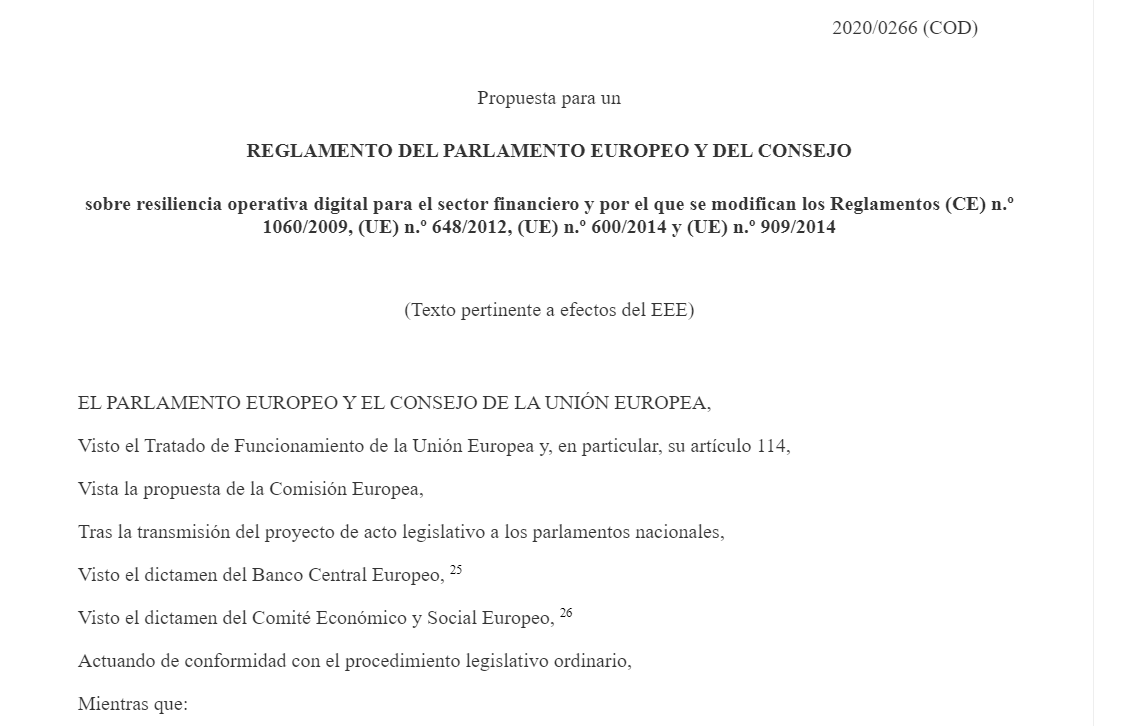 2020/0266 (COD)
Propuesta para un
REGLAMENTO DEL PARLAMENTO EUROPEO Y DEL CONSEJO
sobre resiliencia operativa digital para el sector financiero y por el que se modifican los Reglamentos (CE) n.º
1060/2009, (UE) n.º 648/2012, (UE) n.º 600/2014 y (UE) n.º 909/2014
(Texto pertinente a efectos del EEE)
EL PARLAMENTO EUROPEO Y EL CONSEJO DE LA UNIÓN EUROPEA,
Visto el Tratado de Funcionamiento de la Unión Europea y, en particular, su artículo 114,
Vista la propuesta de la Comisión Europea,
Tras la transmisión del proyecto de acto legislativo a los parlamentos nacionales,
Visto el dictamen del Banco Central Europeo, 25
Visto el dictamen del Comité Económico y Social Europeo, 26
Actuando de conformidad con el procedimiento legislativo ordinario,
Mientras que: